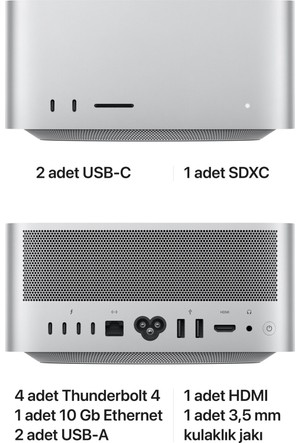 2 adet USB-C
1 adet SDXC
HDMI
4 adet Thunderbolt 4
1 adet 10 Gb Ethernet
2 adet USB-A
1 adet HDMI
1 adet 3,5 mm
kulaklık jakı